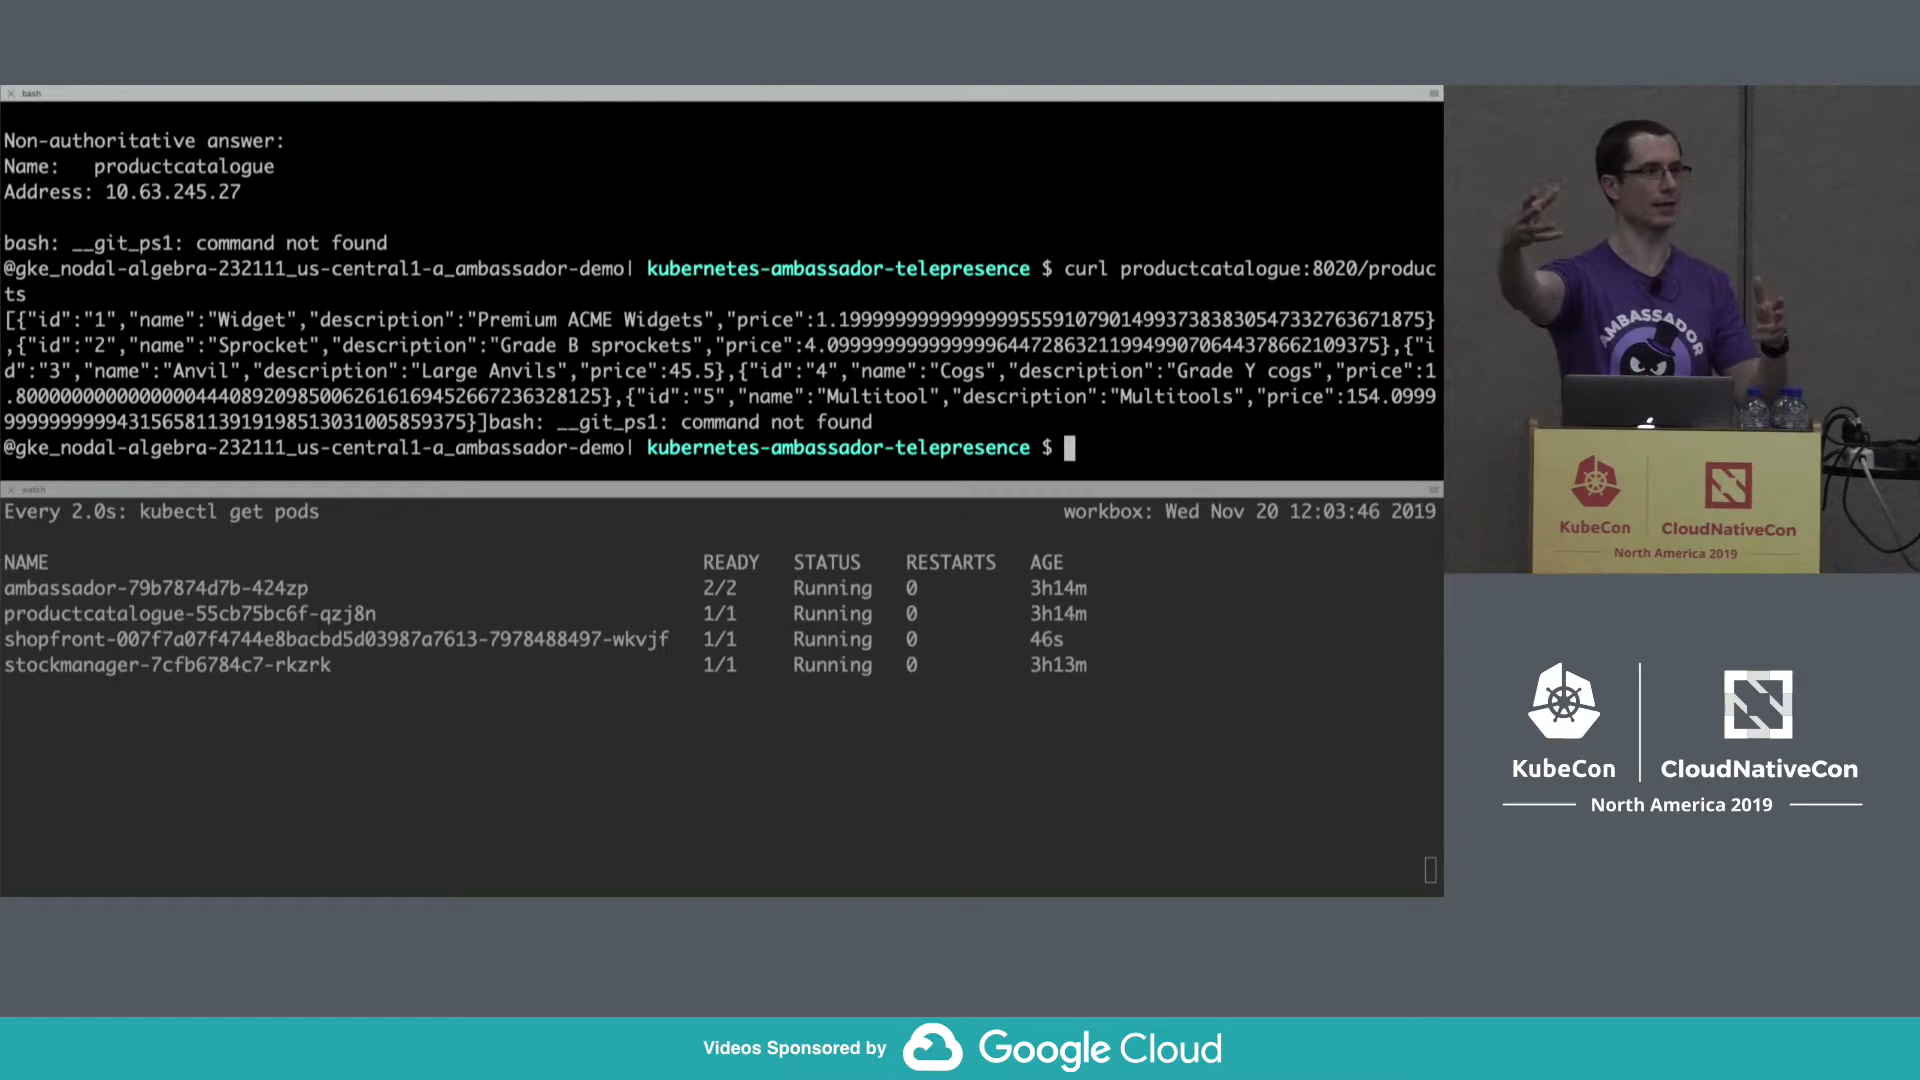 bash
Non-authoritative answer:
Name:   productcatalogue
Address: 10.63.245.27
bash: __git_ps1: command not found
@gke_nodal-algebra-232111_us-central1-a_ambassador-demo| kubernetes-ambassador-telepresence $ curl productcatalogue:8020/produc
ts
[{"id":"1","name":"Widget","description":"Premium ACME Widgets","price":1.1999999999999999555910790149937383830547332763671875}
,{"id":"2","name":"Sprocket","description":"Grade B sprockets","price":4.0999999999999996447286321199499070644378662109375},{"i
d":"3","name":"Anvil","description":"Large Anvils","price":45.5},{"id":"4","name":"Cogs","description":"Grade Y cogs","price":1
.8000000000000000444089209850062616169452667236328125},{"id":"5","name":"Multitool","description":"Multitools","price":154.0999
9999999999943156581139191985130310058593​75}]bash: __git_ps1: command not found
@gke_nodal-algebra-232111_us-central1-a_ambassador-demo| kubernetes-ambassador-telepresence $
watch
Every 2.0s: kubectl get pods workbox: Wed Nov 20 12:03:46 2019
NAME READY STATUS RESTARTS AGE
ambassador-79b7874d7b-424zp 2/2 Running 0 3h14m
productcatalogue-55cb75bc6f-qzj8n 1/1 Running 0 3h14m
shopfront-007f7a07f4744e8bacbd5d03987a7613-7978488497-wkvjf 1/1 Running 0 46s
stockmanager-7cfb6784c7-rkzrk 1/1 Running 0 3h13m
AMBASSADOR
KubeCon CloudNativeCon
North America 2019
KubeCon CloudNativeCon
North America 2019
Videos Sponsored by Google Cloud